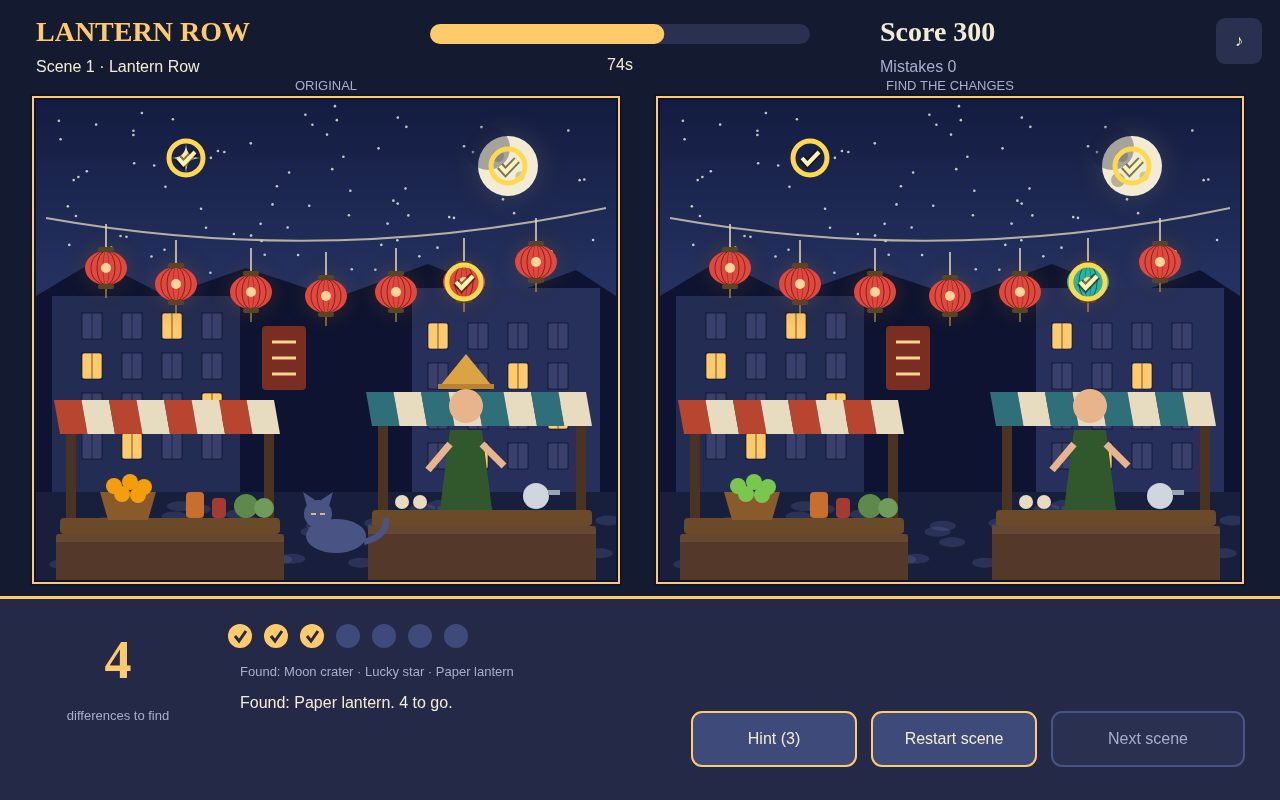 LANTERN ROW
Scene 1 · Lantern Row
74s
Score 300
Mistakes 0
♪
ORIGINAL
FIND THE CHANGES
4
differences to find
Found: Moon crater · Lucky star · Paper lantern
Found: Paper lantern. 4 to go.
Hint (3)
Restart scene
Next scene